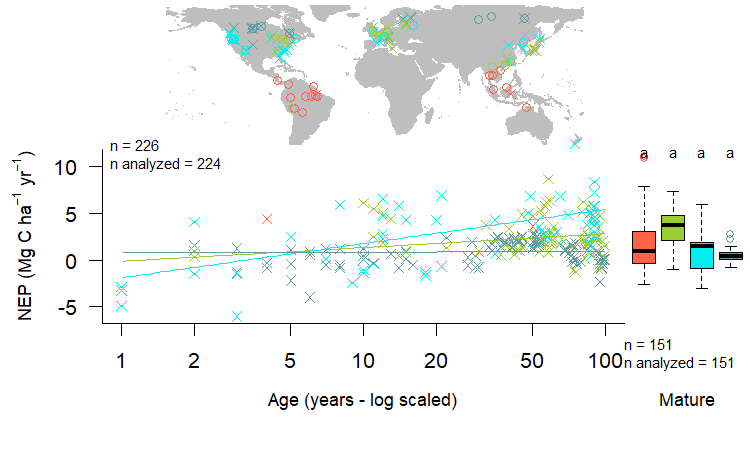 n = 226
n analyzed = 224
NEP (Mg C ha⁻¹ yr⁻¹)
10
5
0
-5
a a a a
1 2 5 10 20 50 100
n = 151
n analyzed = 151
Age (years - log scaled)
Mature